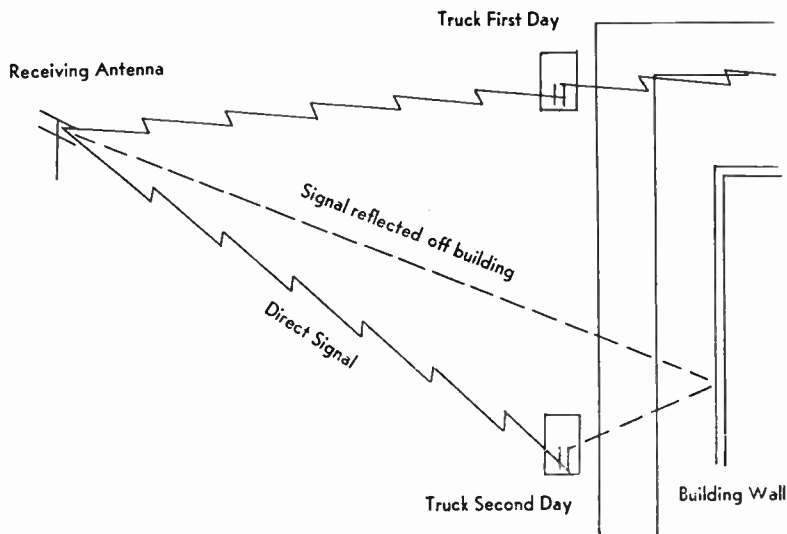 Truck First Day
Receiving Antenna
Signal reflected off building
Direct Signal
Truck Second Day
Building Wall